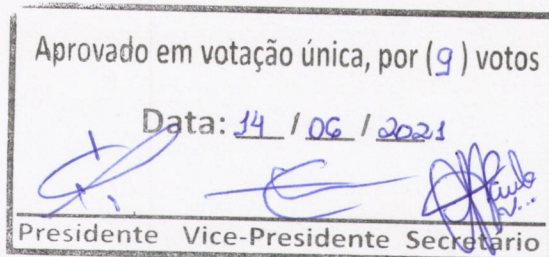 Aprovado em votação única, por (9) votos
Data: 14 / 06 / 2021
Presidente Vice-Presidente Secretário